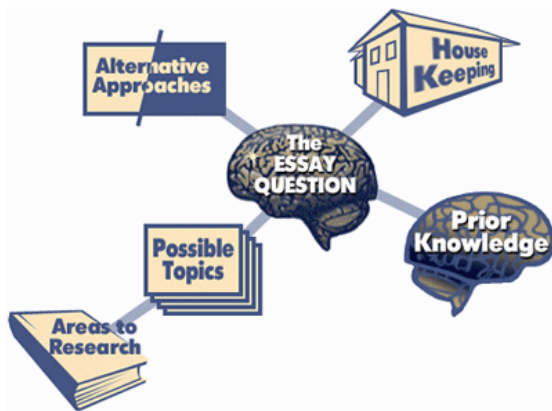 Alternative
Approaches
House
Keeping
The
ESSAY
QUESTION
Prior
Knowledge
Possible
Topics
Areas to
Research